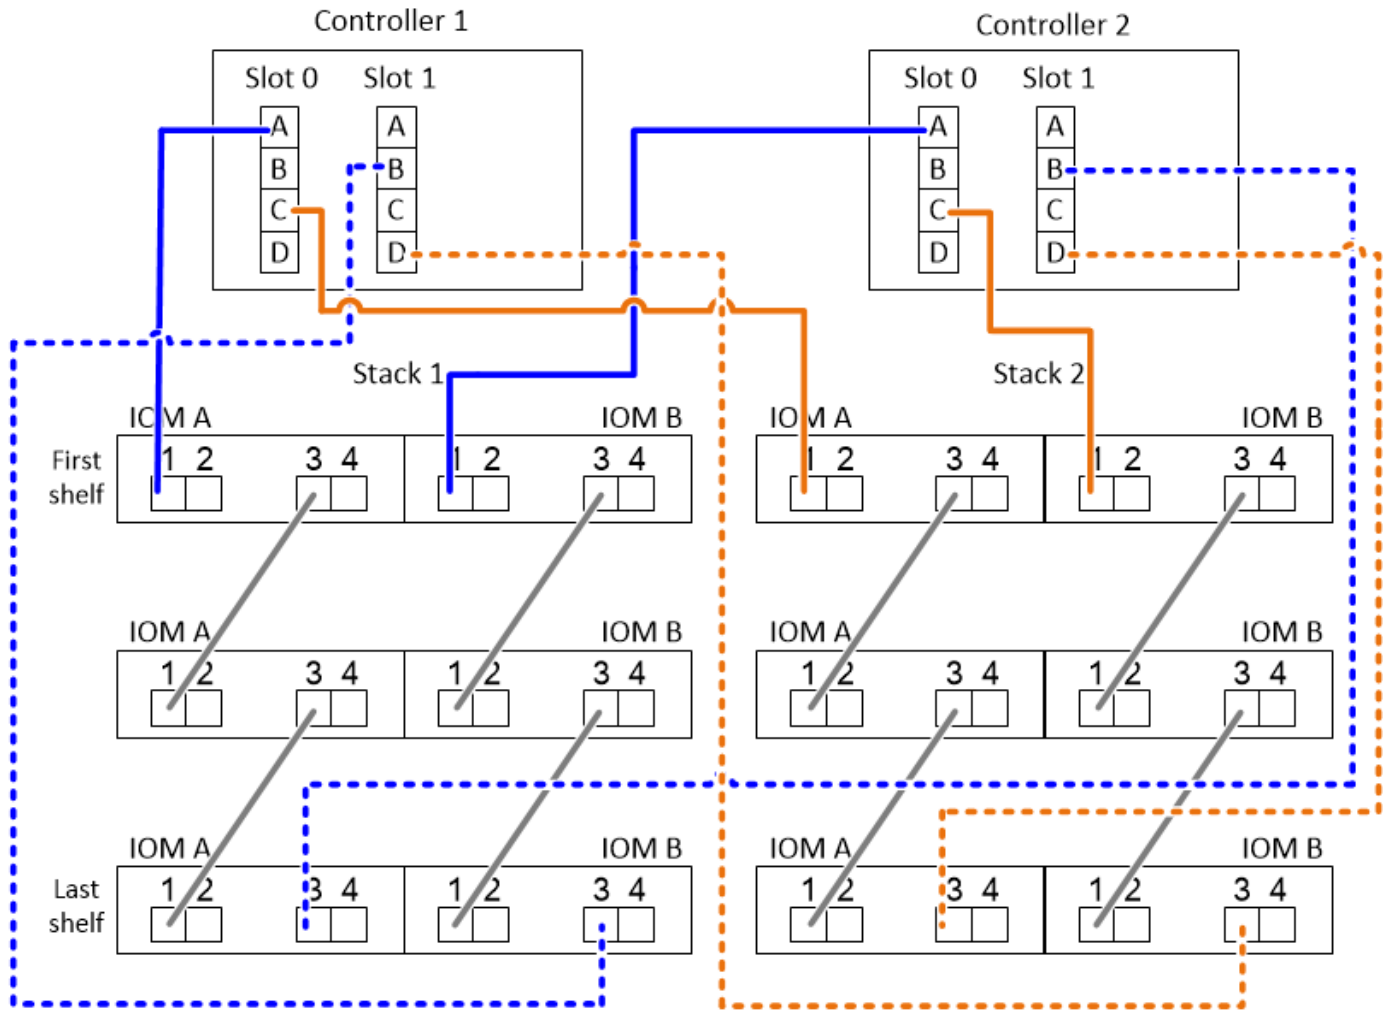 Controller 1
Controller 2
Slot 0 Slot 1
Slot 0 Slot 1
A A
B B
C C
D D
A A
B B
C C
D D
Stack 1
Stack 2
IOM A IOM B
IOM A IOM B
First
shelf
1 2 3 4 1 2 3 4
1 2 3 4 1 2 3 4
IOM A IOM B
IOM A IOM B
1 2 3 4 1 2 3 4
1 2 3 4 1 2 3 4
IOM A IOM B
IOM A IOM B
Last
shelf
1 2 3 4 1 2 3 4
1 2 3 4 1 2 3 4